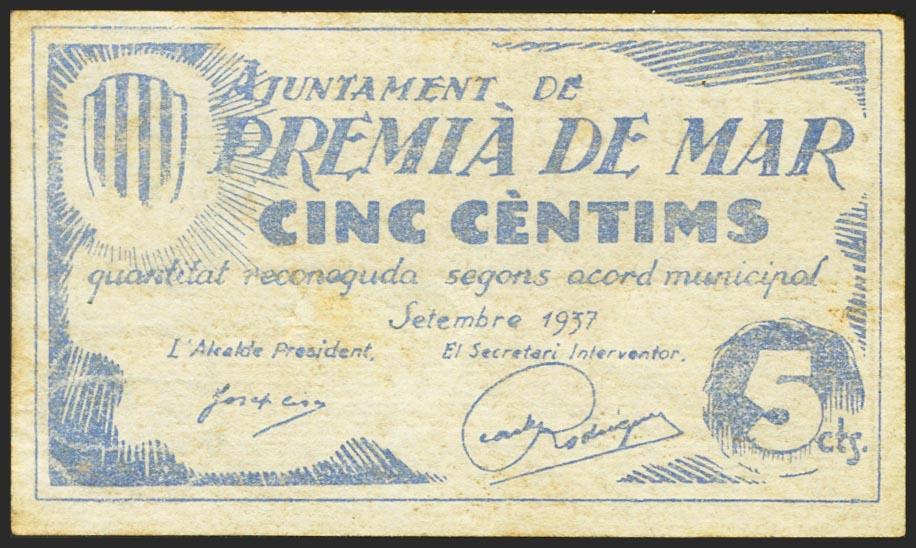 AJUNTAMENT DE
PREMIÀ DE MAR
CINC CÈNTIMS
quantitat reconeguda segons acord municipal
Setembre 1937
L'Alcalde President,
El Secretari Interventor.
Rodríguez
5 cts.